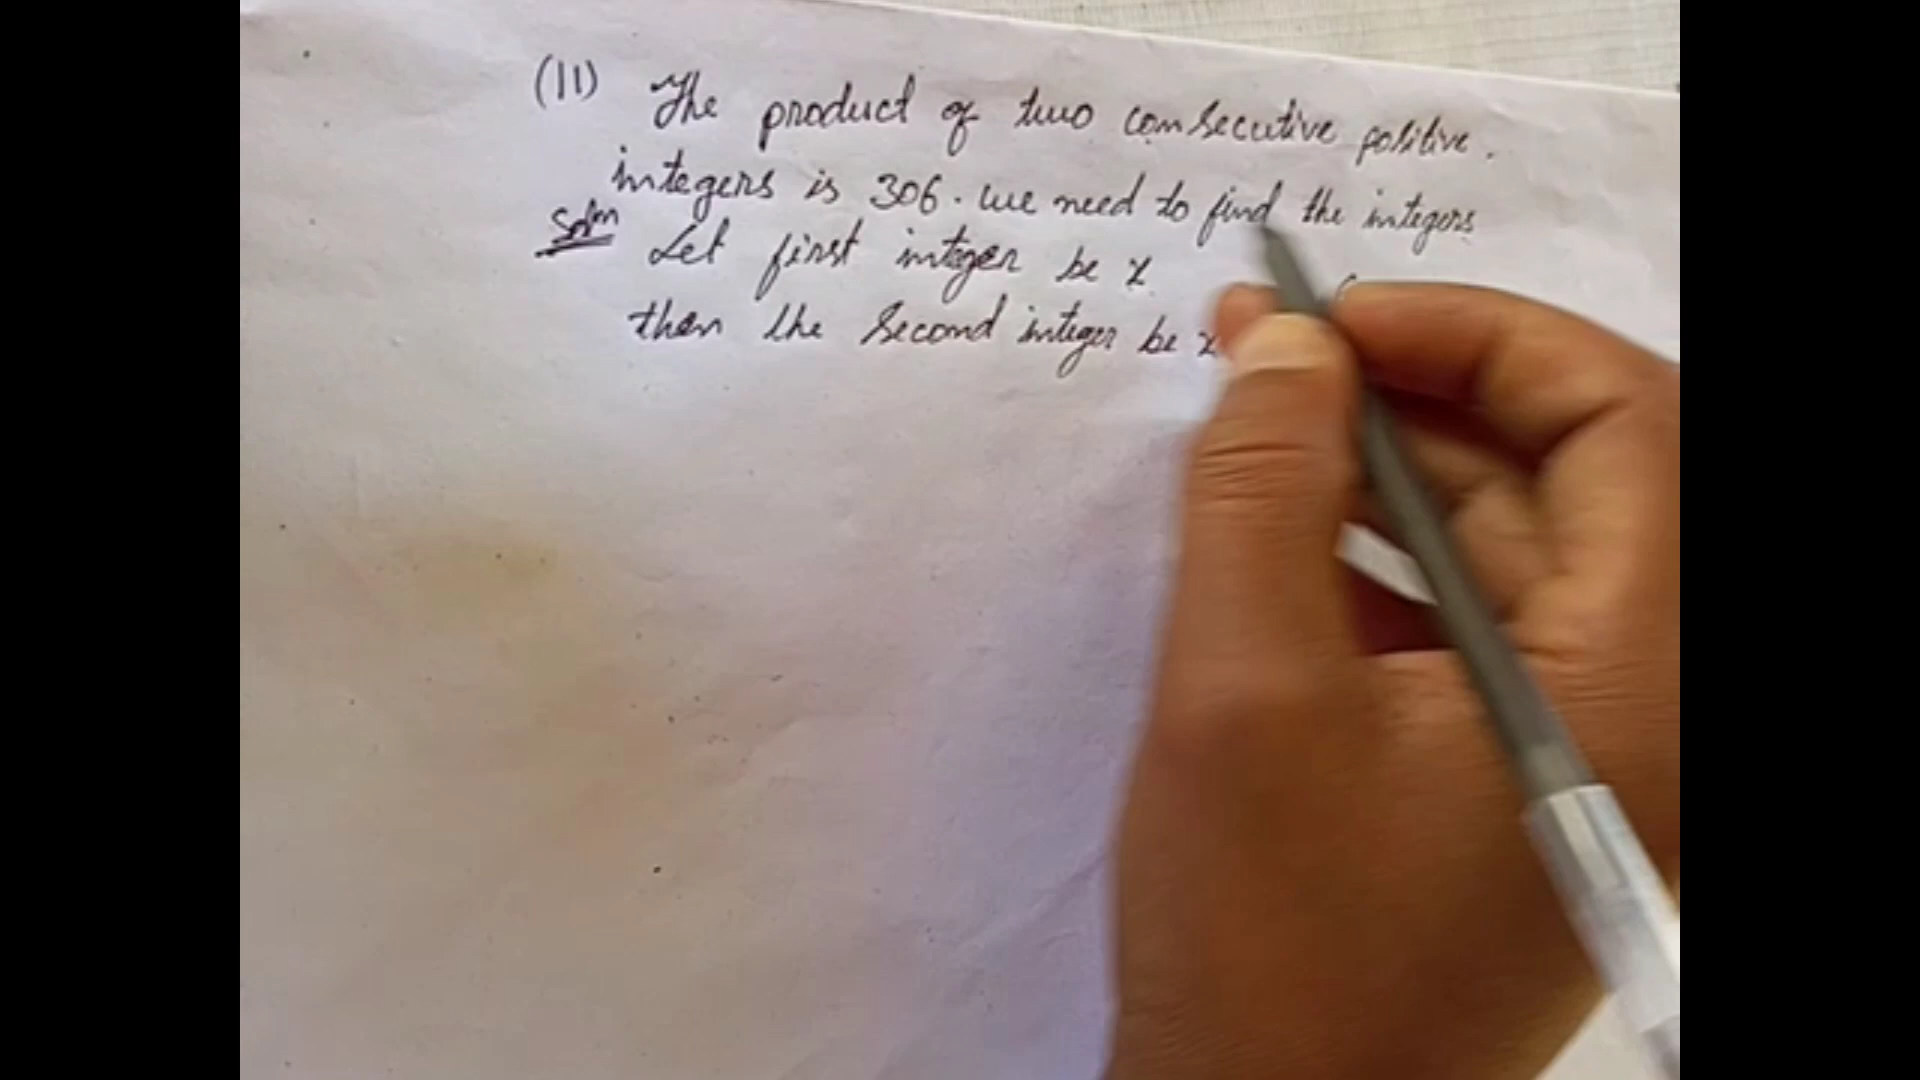 (11) The product of two consecutive positive.
integers is 306. we need to find the integers
Soln Let first integer be x
then the second integer be x